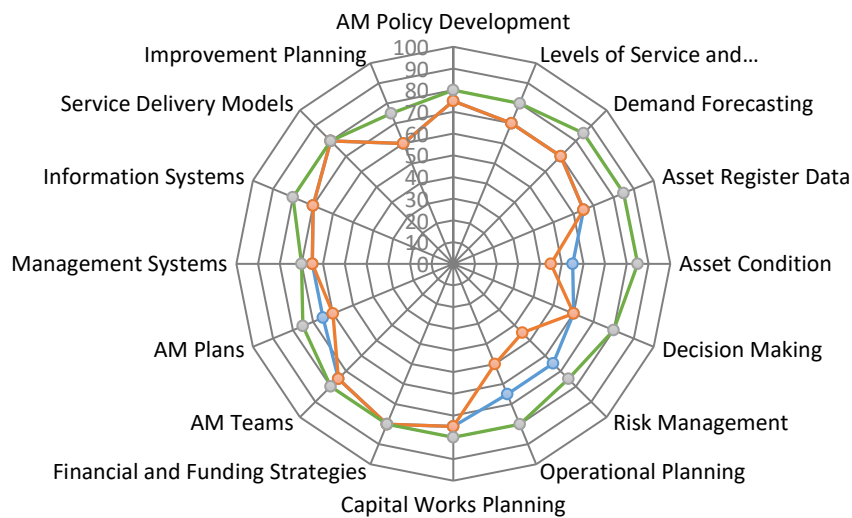 AM Policy Development
Levels of Service and…
Demand Forecasting
Asset Register Data
Asset Condition
Decision Making
Risk Management
Operational Planning
Capital Works Planning
Financial and Funding Strategies
AM Teams
AM Plans
Management Systems
Information Systems
Service Delivery Models
Improvement Planning
100
90
80
70
60
50
40
30
20
10
0